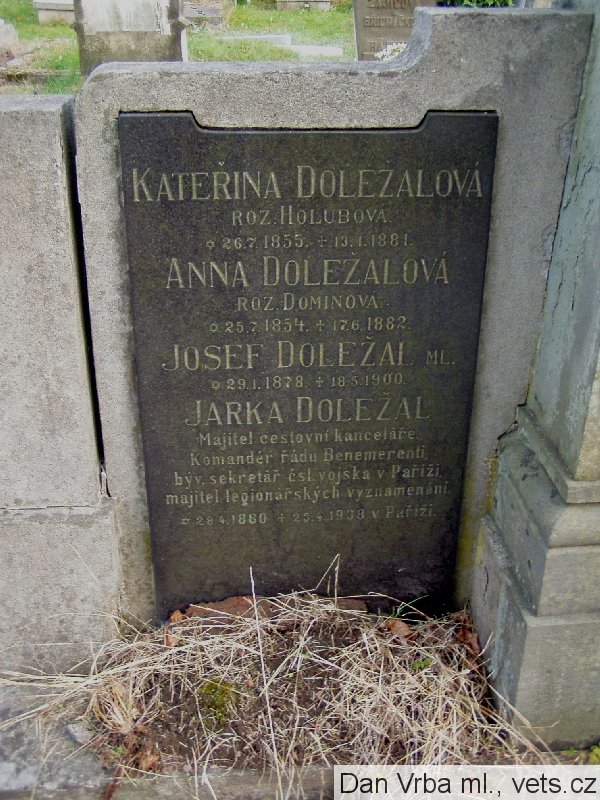 KATEŘINA DOLEŽALOVÁ
ROZ. HOLUBOVÁ.
☆ 26.7.1855. ♱ 13.1.1881.
ANNA DOLEŽALOVÁ
ROZ. DOMINOVÁ.
☆ 25.7.1854. ♱ 17.6.1882.
JOSEF DOLEŽAL ML.
☆ 29.1.1878. ♱ 18.5.1900.
JARKA DOLEŽAL
Majitel cestovní kanceláře.
Komandér řádu Benemerenti,
býv. sekretář čsl. vojska v Paříži,
majitel legionářských vyznamenání.
☆ 28.4.1880 ♱ 23.4.1938 v Paříži.
Dan Vrba ml., vets.cz